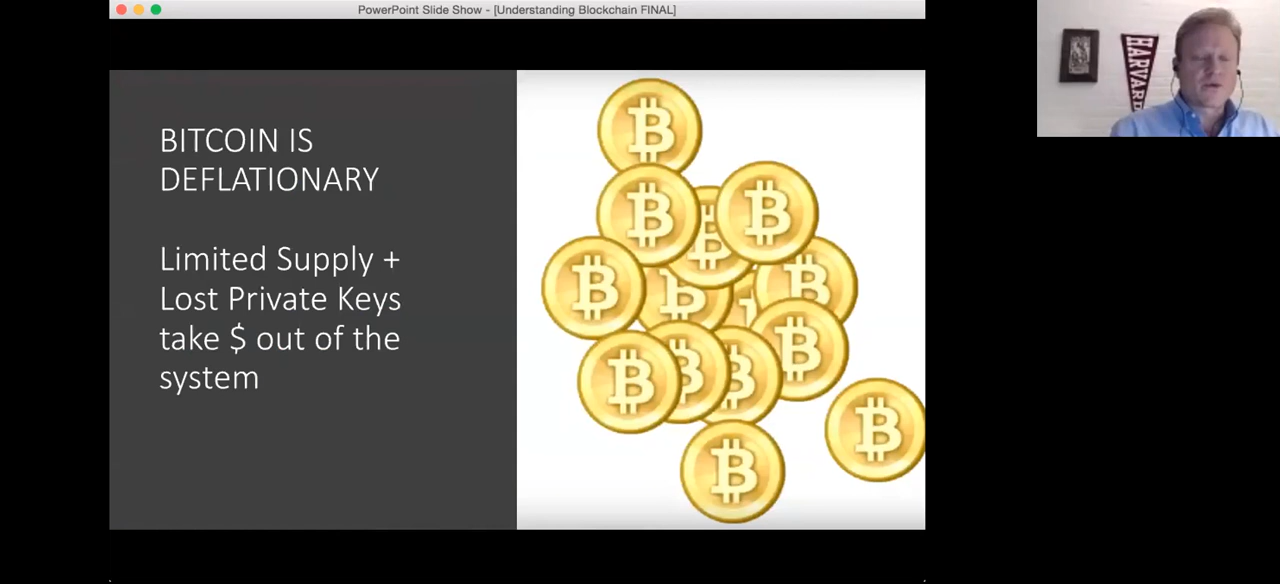 PowerPoint Slide Show - [Understanding Blockchain FINAL]
BITCOIN IS
DEFLATIONARY
Limited Supply +
Lost Private Keys
take $ out of the
system
HARVARD